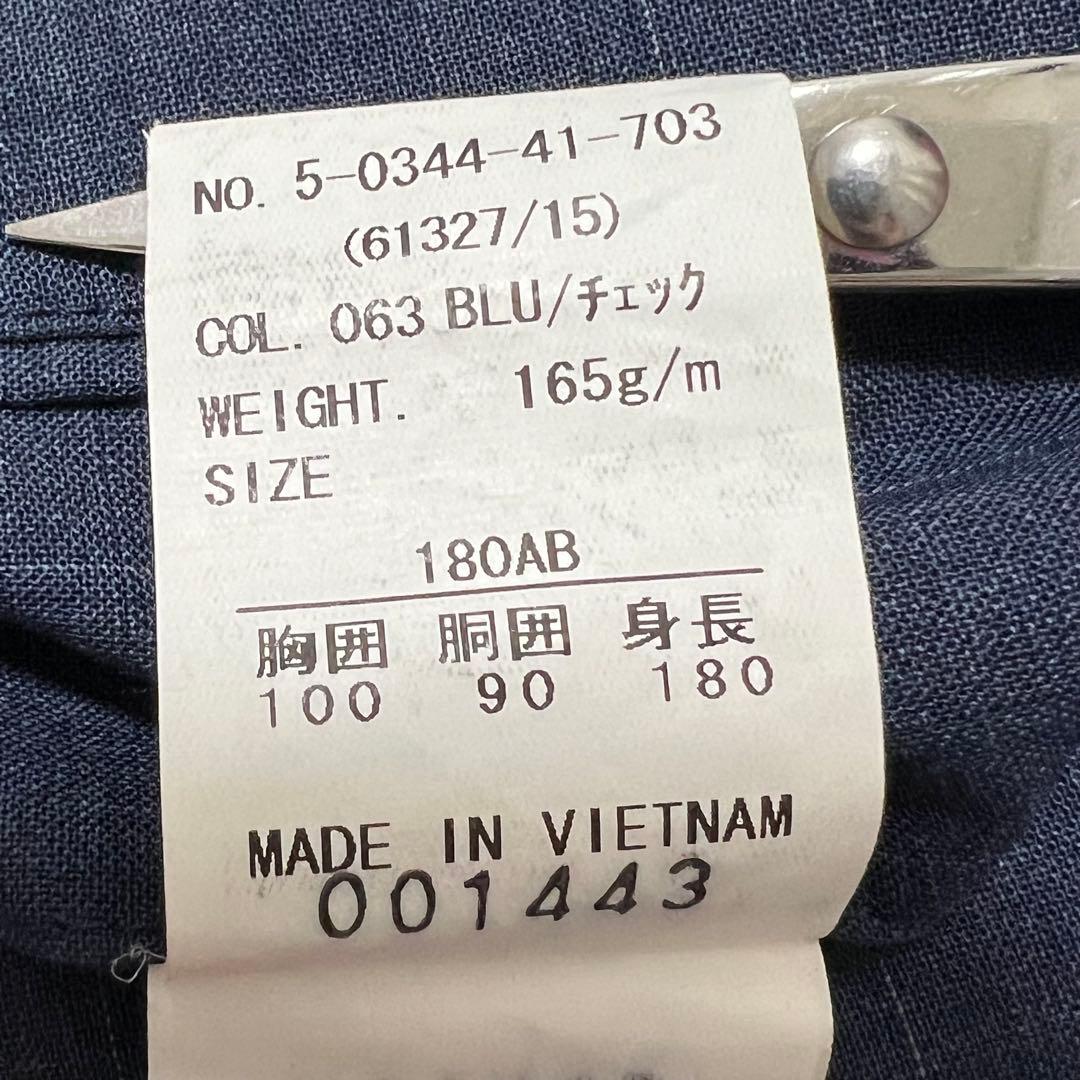 NO. 5-0344-41-703
(61327/15)
COL. 063 BLU/チェック
WEIGHT. 165g/m
SIZE
180AB
胸囲 胴囲 身長
100 90 180
MADE IN VIETNAM
001443